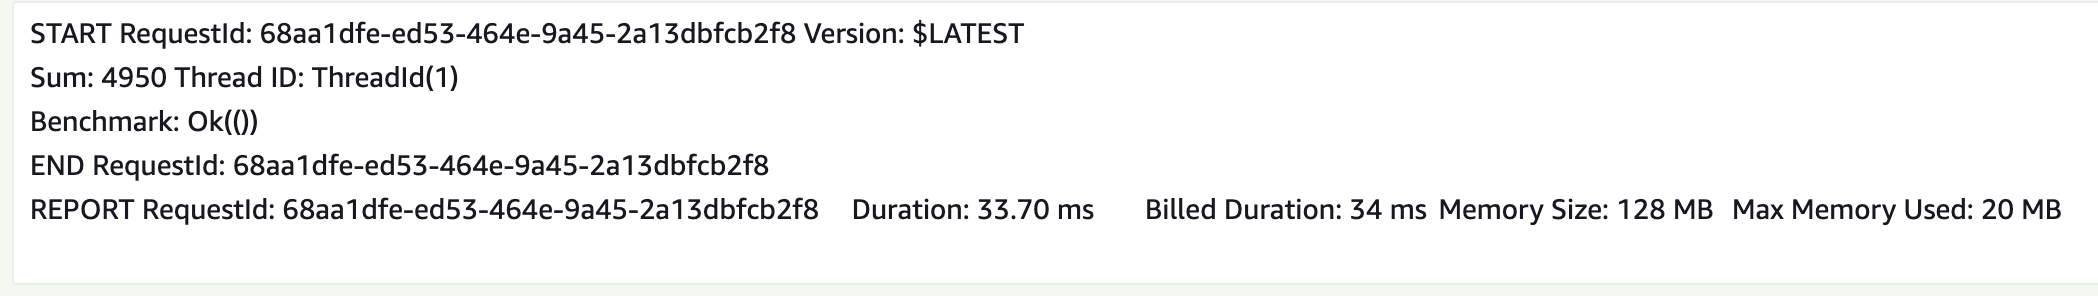 START RequestId: 68aa1dfe-ed53-464e-9a45-2a13dbfcb2f8 Version: $LATEST
Sum: 4950 Thread ID: ThreadId(1)
Benchmark: Ok(())
END RequestId: 68aa1dfe-ed53-464e-9a45-2a13dbfcb2f8
REPORT RequestId: 68aa1dfe-ed53-464e-9a45-2a13dbfcb2f8 Duration: 33.70 ms Billed Duration: 34 ms Memory Size: 128 MB Max Memory Used: 20 MB